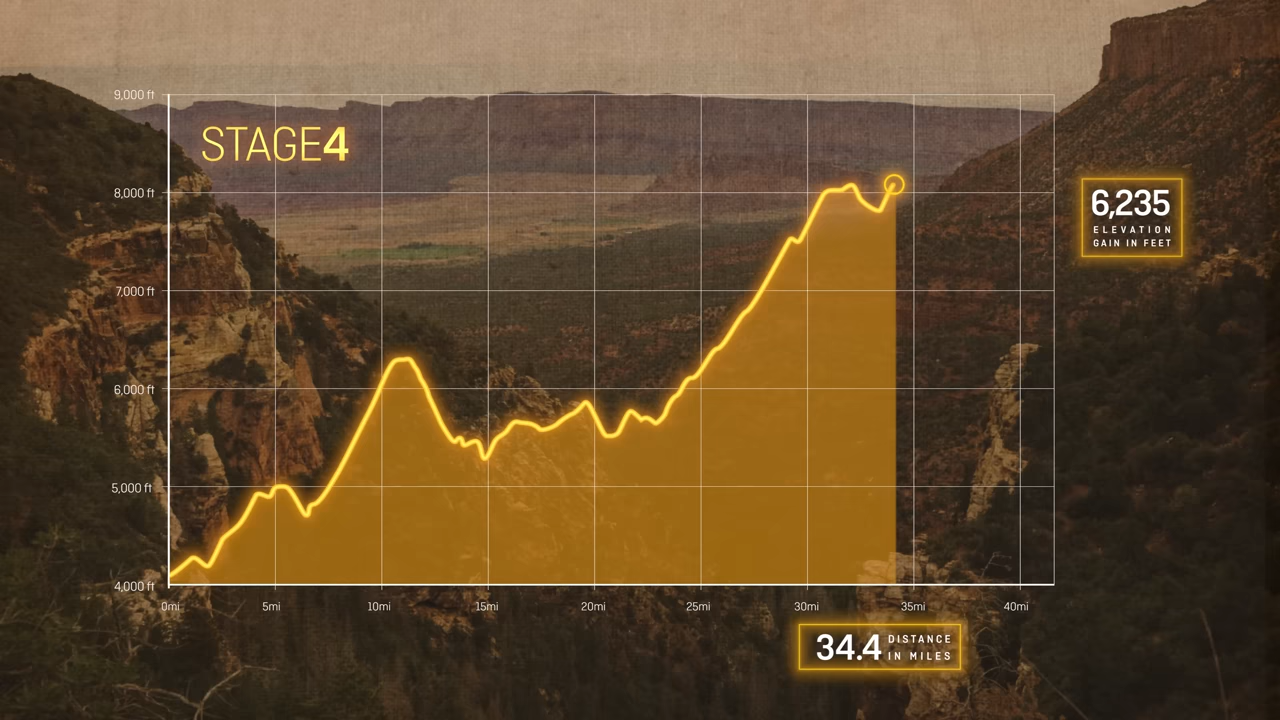 9,000 ft
STAGE4
8,000 ft
7,000 ft
6,000 ft
5,000 ft
4,000 ft
0mi 5mi 10mi 15mi 20mi 25mi 30mi 35mi 40mi
6,235
ELEVATION
GAIN IN FEET
34.4 DISTANCE
IN MILES